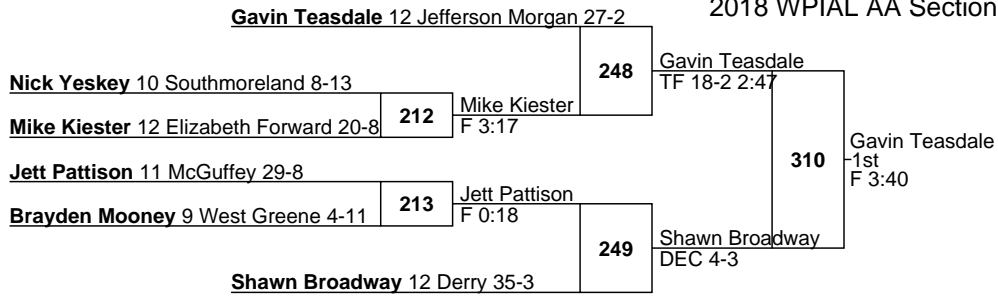 2018 WPIAL AA Section
Gavin Teasdale 12 Jefferson Morgan 27-2
248
Gavin Teasdale
TF 18-2 2:47
Nick Yeskey 10 Southmoreland 8-13
212
Mike Kiester
F 3:17
Mike Kiester 12 Elizabeth Forward 20-8
310
Gavin Teasdale
1st
F 3:40
Jett Pattison 11 McGuffey 29-8
213
Jett Pattison
F 0:18
Brayden Mooney 9 West Greene 4-11
249
Shawn Broadway
DEC 4-3
Shawn Broadway 12 Derry 35-3